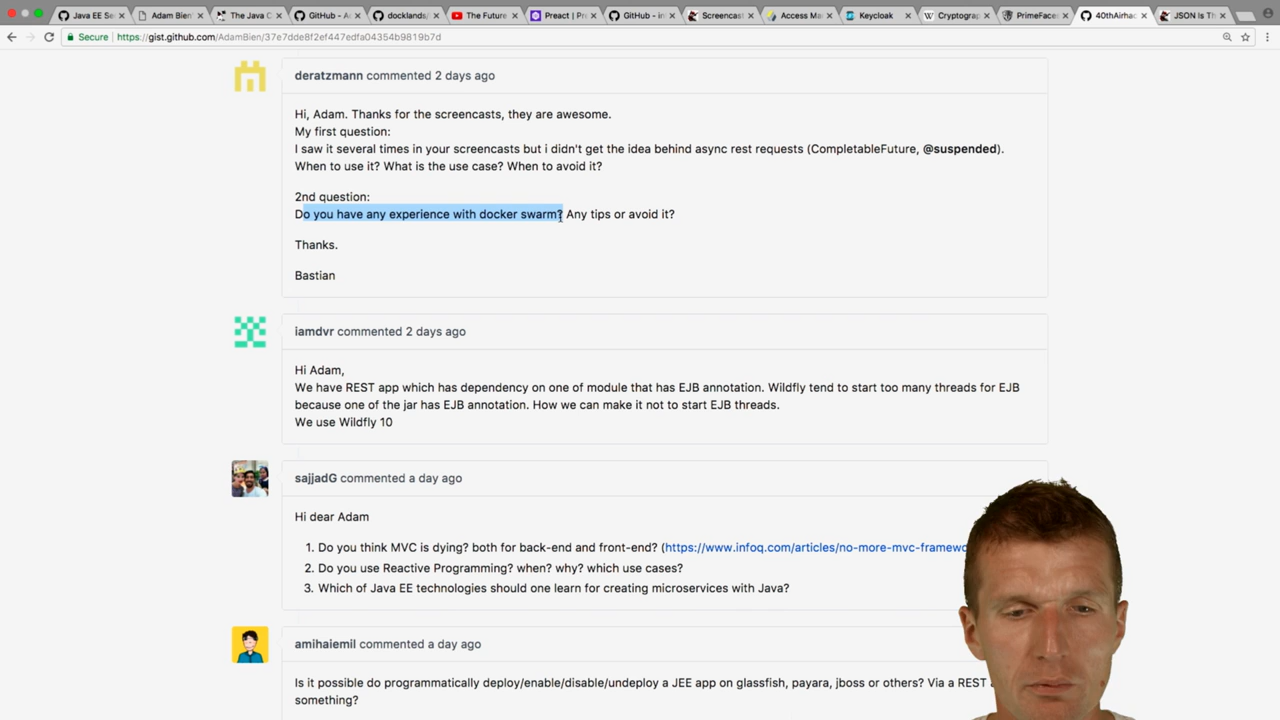 Java EE Se
Adam Bien
The Java C
GitHub - A
docklands/
The Future
Preact | Pr
GitHub - in
Screencast
Access Ma
Keycloak
Cryptogra
PrimeFaces
40thAirhac
JSON Is Th
Secure
https://gist.github.com/AdamBien/37e7dde8f2ef447edfa04354b9819b7d
deratzmann commented 2 days ago
Hi, Adam. Thanks for the screencasts, they are awesome.
My first question:
I saw it several times in your screencasts but i didn't get the idea behind async rest requests (CompletableFuture, @suspended).
When to use it? What is the use case? When to avoid it?
2nd question:
Do you have any experience with docker swarm? Any tips or avoid it?
Thanks.
Bastian
iamdvr commented 2 days ago
Hi Adam,
We have REST app which has dependency on one of module that has EJB annotation. Wildfly tend to start too many threads for EJB
because one of the jar has EJB annotation. How we can make it not to start EJB threads.
We use Wildfly 10
sajjadG commented a day ago
Hi dear Adam
1. Do you think MVC is dying? both for back-end and front-end? (https://www.infoq.com/articles/no-more-mvc-framewo
2. Do you use Reactive Programming? when? why? which use cases?
3. Which of Java EE technologies should one learn for creating microservices with Java?
amihaiemil commented a day ago
Is it possible do programmatically deploy/enable/disable/undeploy a JEE app on glassfish, payara, jboss or others? Via a REST
something?